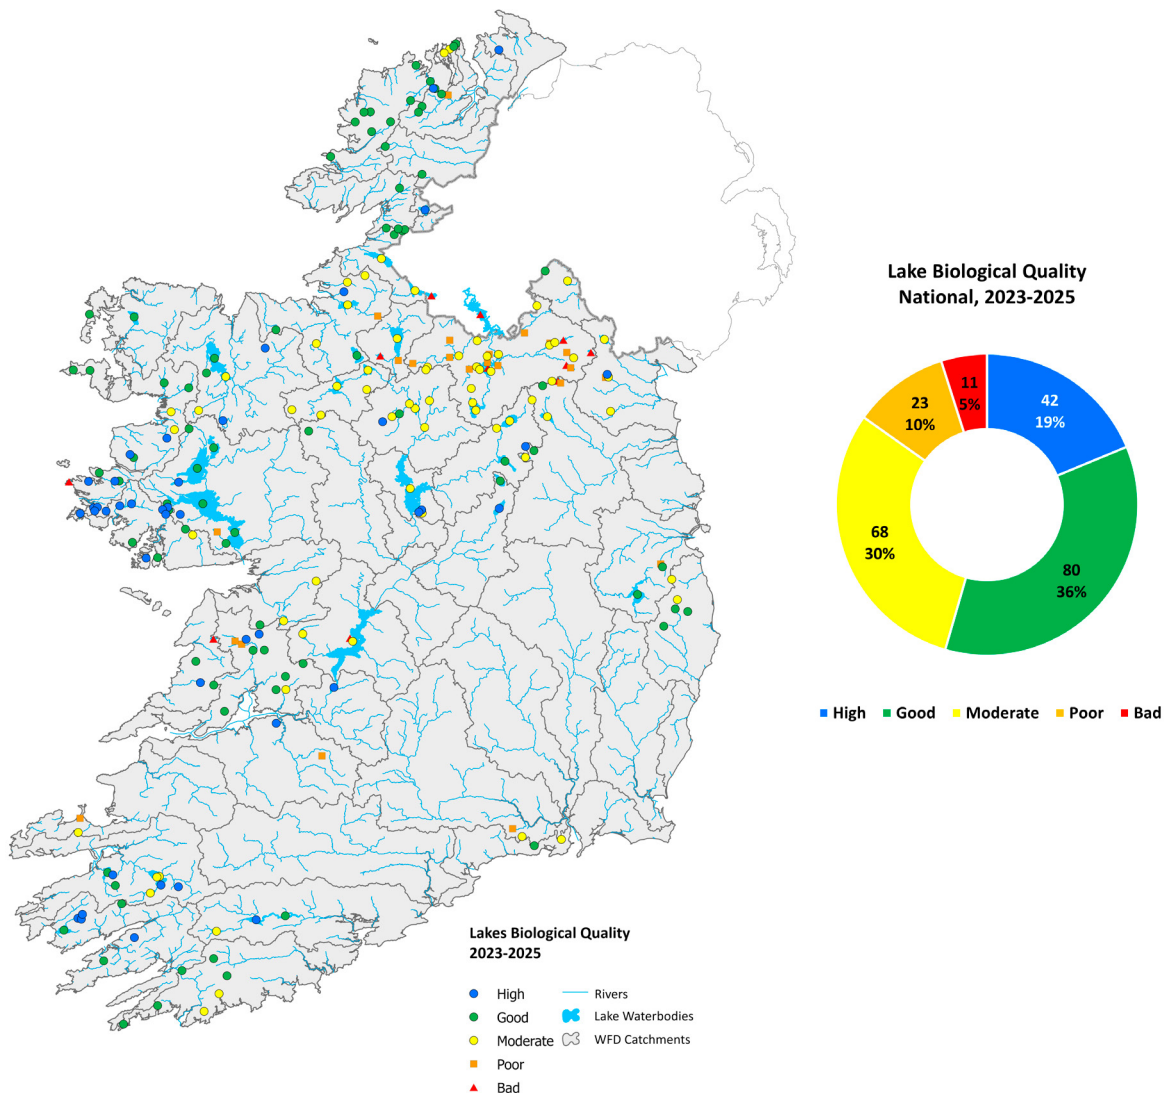 Lake Biological Quality
National, 2023-2025
11
5%
42
19%
23
10%
68
30%
80
36%
High Good Moderate Poor Bad
Lakes Biological Quality
2023-2025
High
Good
Moderate
Poor
Bad
Rivers
Lake Waterbodies
WFD Catchments